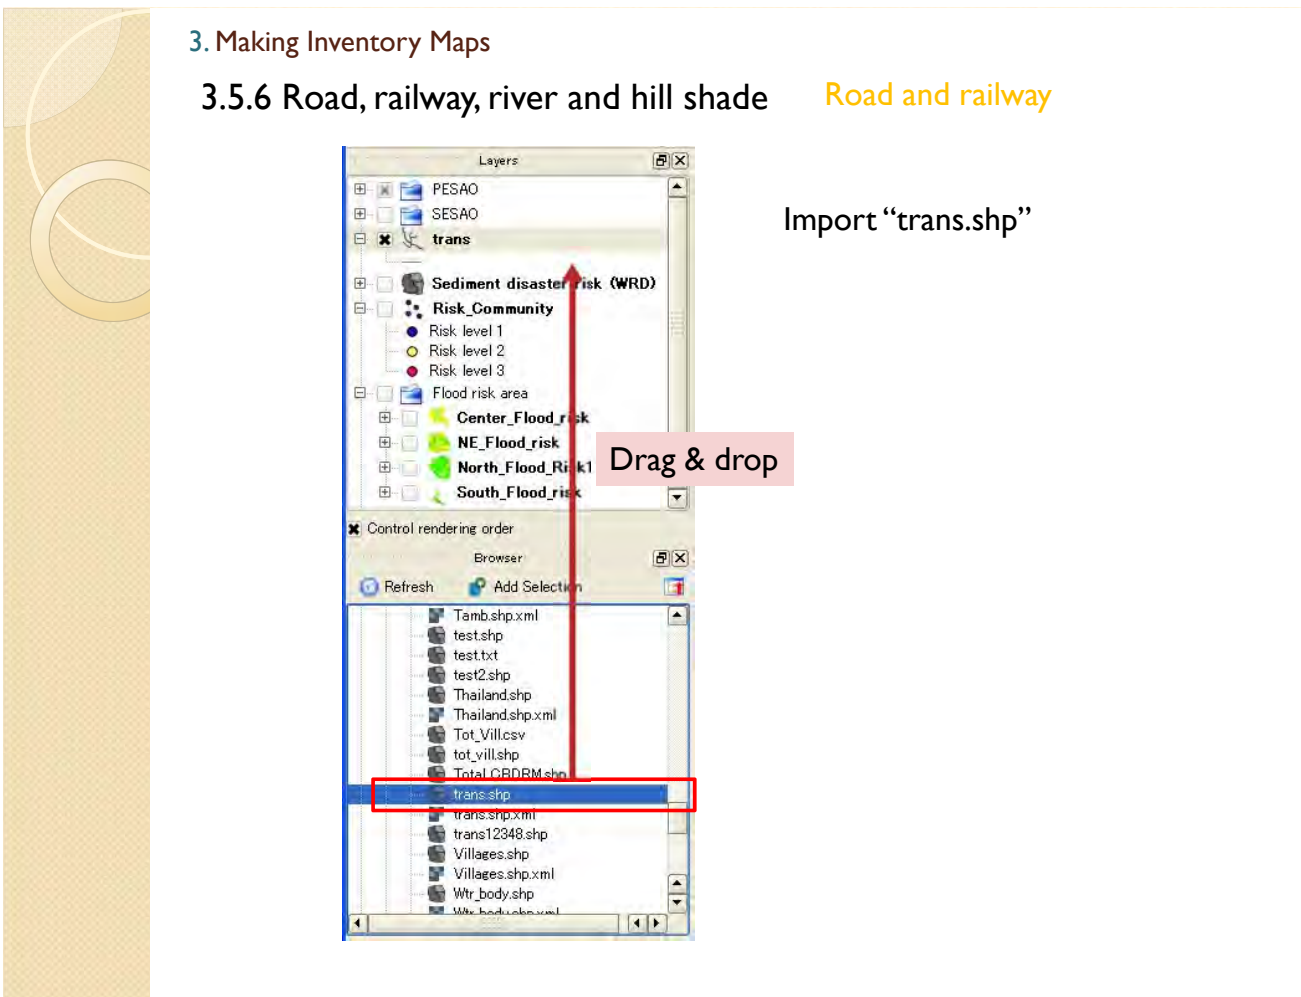 3. Making Inventory Maps
3.5.6 Road, railway, river and hill shade
Road and railway
Layers
PESAO
SESAO
trans
Sediment disaster risk (WRD)
Risk_Community
Risk level 1
Risk level 2
Risk level 3
Flood risk area
Center_Flood_risk
NE_Flood_risk
North_Flood_Risk1
South_Flood_risk
Control rendering order
Import “trans.shp”
Drag & drop
Browser
Refresh
Add Selection
Tamb.shp.xml
test.shp
test.txt
test2.shp
Thailand.shp
Thailand.shp.xml
Tot_Vill.csv
tot_vill.shp
Total CBDRM.shp
trans.shp
trans.shp.xml
trans12348.shp
Villages.shp
Villages.shp.xml
Wtr_body.shp
Wtr_body.shp.xml